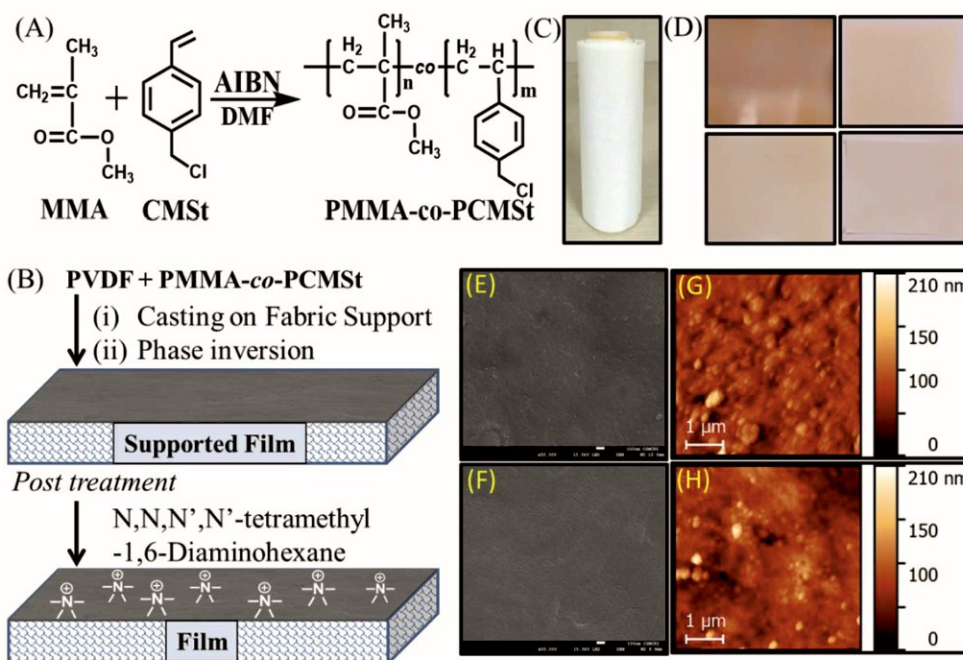 (A)
CH₃
H₂C
O
O
CH₃
MMA
+
Cl
CMSt
AIBN
DMF
H₂
C
CH₃
C
n
co
H₂
C
H
C
m
O
O
CH₃
Cl
PMMA-co-PCMSt
(C)
(D)
(B)
PVDF + PMMA-co-PCMSt
(i) Casting on Fabric Support
(ii) Phase inversion
Supported Film
Post treatment
N,N,N’,N’-tetramethyl
-1,6-Diaminohexane
⊕ ⊕ ⊕ ⊕ ⊕ ⊕ ⊕
N N N N N N N
Film
(E)
(F)
(G)
1 µm
210 nm
150
100
0
(H)
1 µm
210 nm
150
100
0